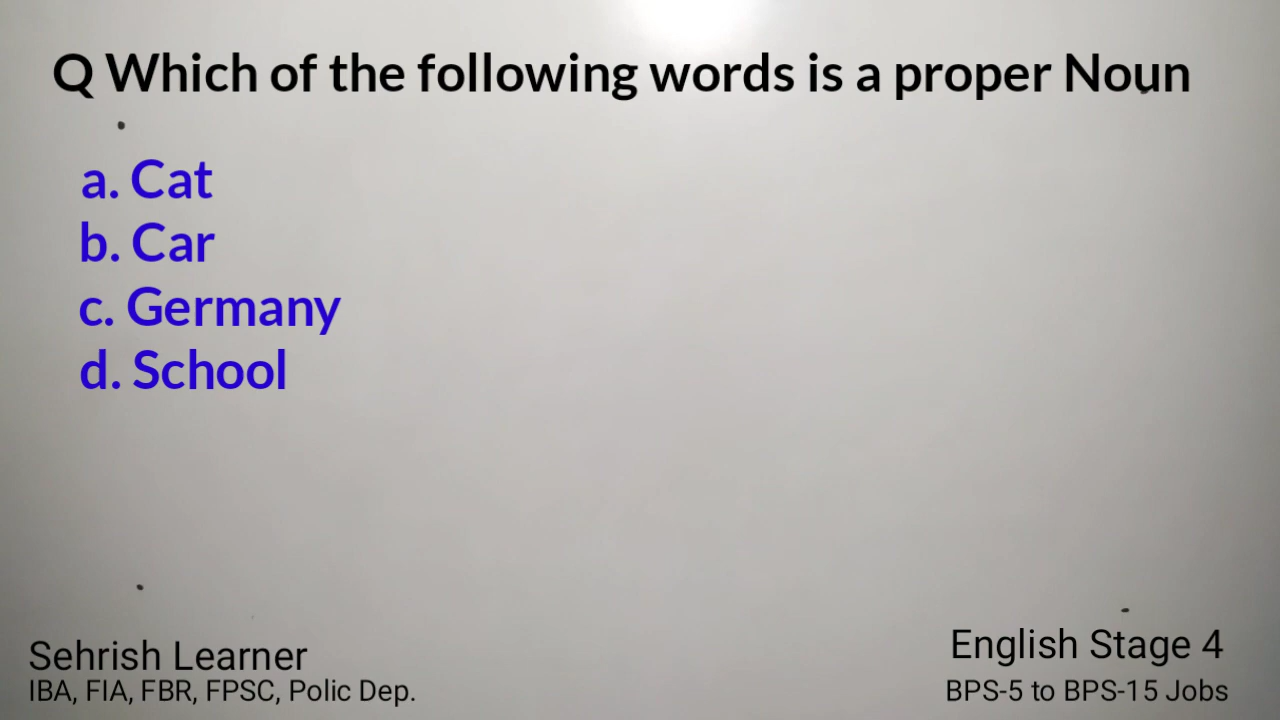 Q Which of the following words is a proper Noun
a. Cat
b. Car
c. Germany
d. School
Sehrish Learner
IBA, FIA, FBR, FPSC, Polic Dep.
English Stage 4
BPS-5 to BPS-15 Jobs